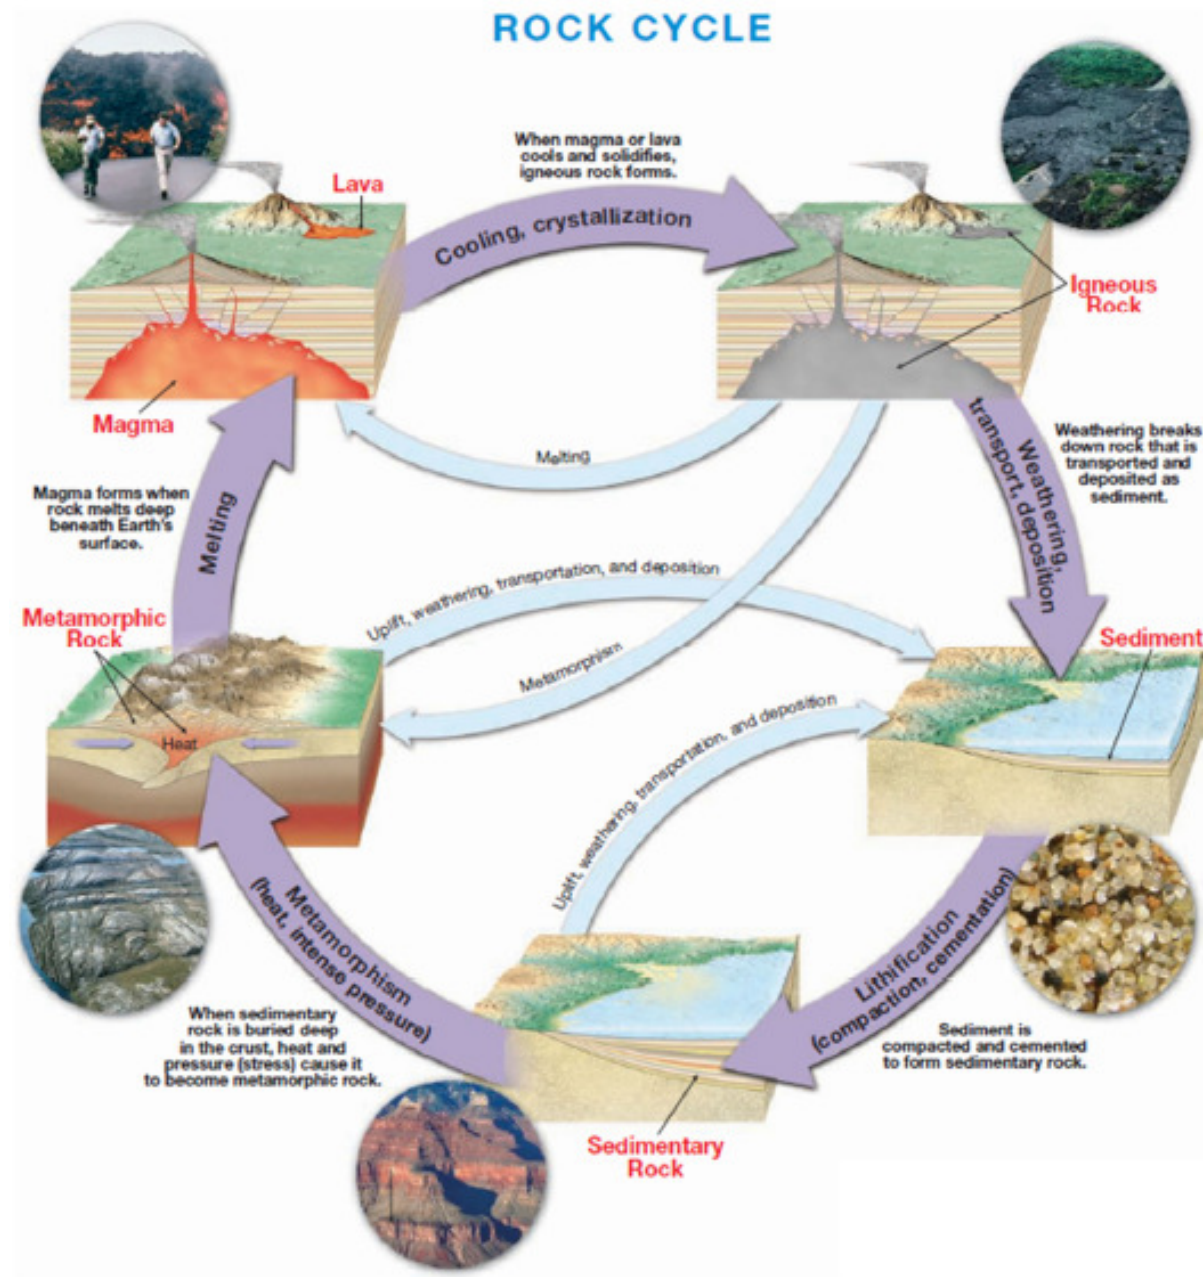 ROCK CYCLE
When magma or lava
cools and solidifies,
igneous rock forms.
Lava
Cooling, crystallization
Igneous
Rock
Magma
Melting
Weathering,
transport, deposition
Weathering breaks
down rock that is
transported and
deposited as
sediment.
Magma forms when
rock melts deep
beneath Earth's
surface.
Melting
Uplift, weathering, transportation, and deposition
Metamorphic
Rock
Metamorphism
Sediment
Heat
Uplift, weathering, transportation, and deposition
Metamorphism
(heat, intense pressure)
Lithification
(compaction, cementation)
When sedimentary
rock is buried deep
in the crust, heat and
pressure (stress) cause it
to become metamorphic rock.
Sediment is
compacted and cemented
to form sedimentary rock.
Sedimentary
Rock